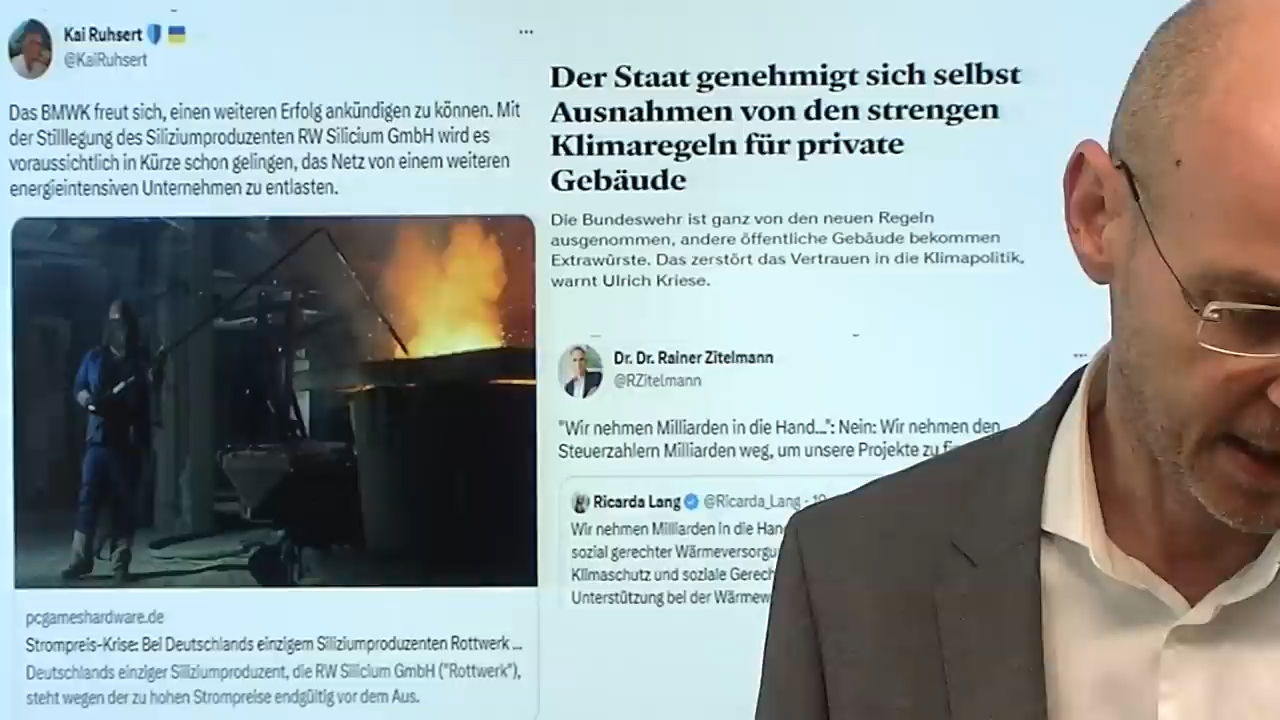 Kai Ruhsert
@KaiRuhsert
Das BMWK freut sich, einen weiteren Erfolg ankündigen zu können. Mit
der Stilllegung des Siliziumproduzenten RW Silicium GmbH wird es
voraussichtlich in Kürze schon gelingen, das Netz von einem weiteren
energieintensiven Unternehmen zu entlasten.
pcgameshardware.de
Strompreis-Krise: Bei Deutschlands einzigem Siliziumproduzenten Rottwerk ...
Deutschlands einziger Siliziumproduzent, die RW Silicium GmbH ("Rottwerk"),
steht wegen der zu hohen Strompreise endgültig vor dem Aus.
Der Staat genehmigt sich selbst
Ausnahmen von den strengen
Klimaregeln für private
Gebäude
Die Bundeswehr ist ganz von den neuen Regeln
ausgenommen, andere öffentliche Gebäude bekommen
Extrawürste. Das zerstört das Vertrauen in die Klimapolitik,
warnt Ulrich Kriese.
Dr. Dr. Rainer Zitelmann
@RZitelmann
"Wir nehmen Milliarden in die Hand...": Nein: Wir nehmen den
Steuerzahlern Milliarden weg, um unsere Projekte zu
Ricarda Lang @Ricarda_Lang
Wir nehmen Milliarden in die
sozial gerechter
Klimaschutz und soziale
Unterstützung bei der